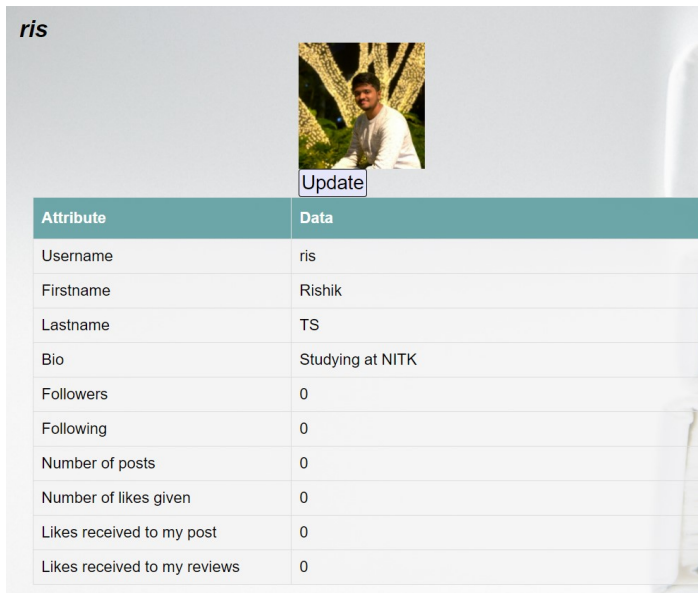 ris
Update
Attribute Data
Username ris
Firstname Rishik
Lastname TS
Bio Studying at NITK
Followers 0
Following 0
Number of posts 0
Number of likes given 0
Likes received to my post 0
Likes received to my reviews 0